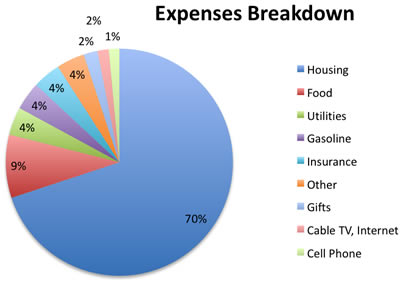 Expenses Breakdown
2%
2%
1%
4%
4%
4%
4%
9%
70%
Housing
Food
Utilities
Gasoline
Insurance
Other
Gifts
Cable TV, Internet
Cell Phone